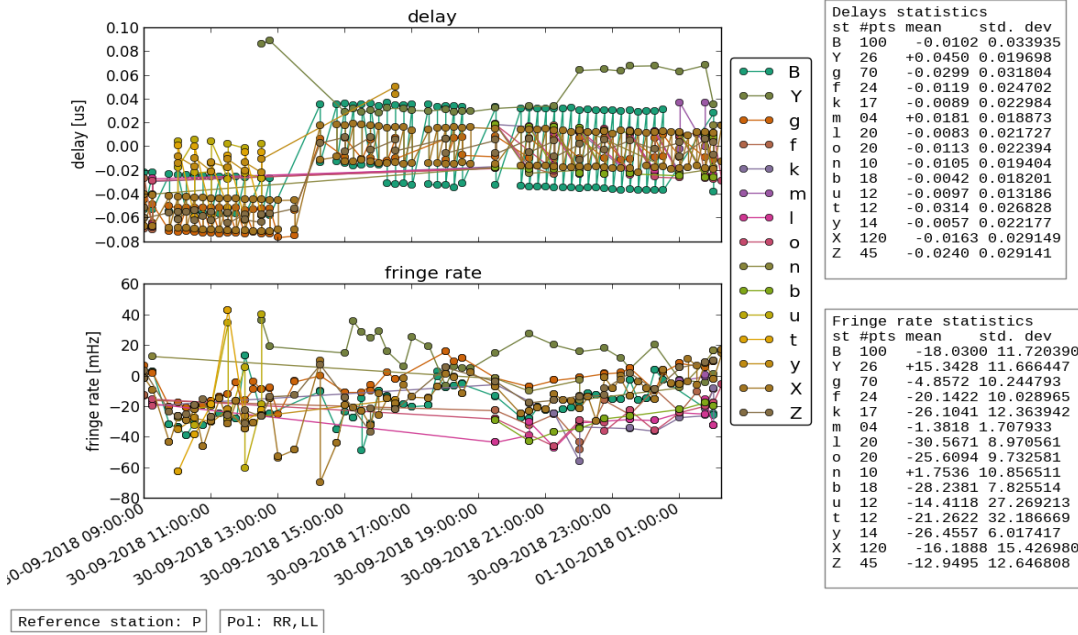 delay
0.10
0.08
0.06
0.04
0.02
0.00
−0.02
−0.04
−0.06
−0.08
delay [us]
fringe rate
60
40
20
0
−20
−40
−60
−80
fringe rate [mHz]
30-09-2018 09:00:00
30-09-2018 11:00:00
30-09-2018 13:00:00
30-09-2018 15:00:00
30-09-2018 17:00:00
30-09-2018 19:00:00
30-09-2018 21:00:00
30-09-2018 23:00:00
01-10-2018 01:00:00
B
Y
g
f
k
m
l
o
n
b
u
t
y
X
Z
Delays statistics
st #pts mean std. dev
B 100 -0.0102 0.033935
Y 26 +0.0450 0.019698
g 70 -0.0299 0.031804
f 24 -0.0119 0.024702
k 17 -0.0089 0.022984
m 04 +0.0181 0.018873
l 20 -0.0083 0.021727
o 20 -0.0113 0.022394
n 10 -0.0105 0.019404
b 18 -0.0042 0.018201
u 12 -0.0097 0.013186
t 12 -0.0314 0.026828
y 14 -0.0057 0.022177
X 120 -0.0163 0.029149
Z 45 -0.0240 0.029141
Fringe rate statistics
st #pts mean std. dev
B 100 -18.0300 11.720390
Y 26 +15.3428 11.666447
g 70 -4.8572 10.244793
f 24 -20.1422 10.028965
k 17 -26.1041 12.363942
m 04 -1.3818 1.707933
l 20 -30.5671 8.970561
o 20 -25.6094 9.732581
n 10 +1.7536 10.856511
b 18 -28.2381 7.825514
u 12 -14.4118 27.269213
t 12 -21.2622 32.186669
y 14 -26.4557 6.017417
X 120 -16.1888 15.426980
Z 45 -12.9495 12.646808
Reference station: P
Pol: RR,LL